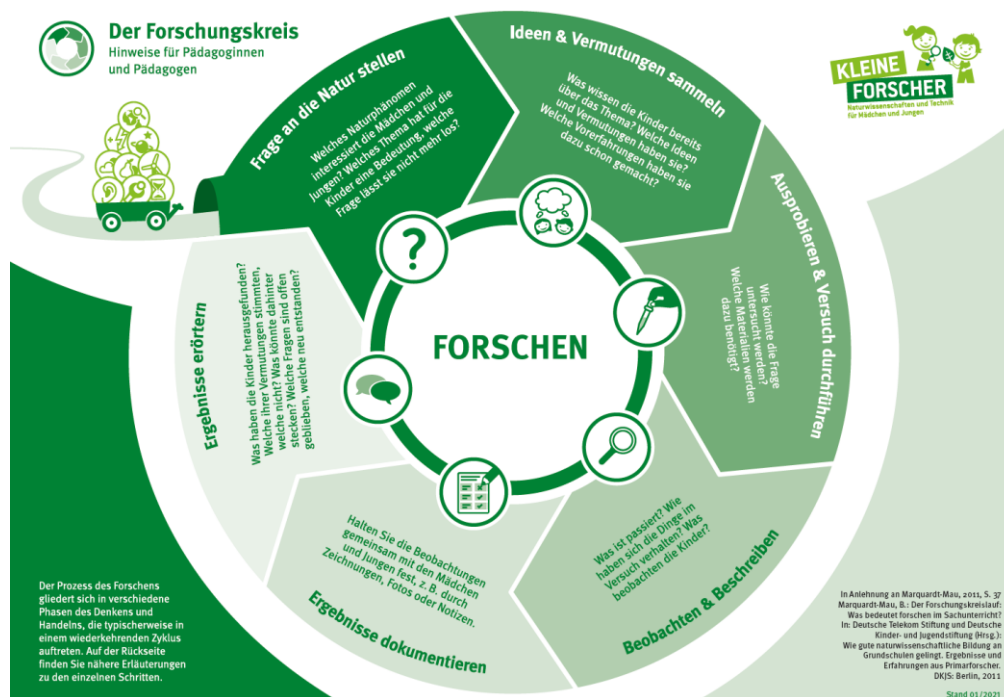 Der Forschungskreis
Hinweise für Pädagoginnen
und Pädagogen
KLEINE
FORSCHER
Naturwissenschaften und Technik
für Mädchen und Jungen
Frage an die Natur stellen
Welches Naturphänomen
interessiert die Mädchen und
Jungen? Welches Thema hat für die
Kinder eine Bedeutung, welche
Frage lässt sie nicht mehr los?
Ideen & Vermutungen sammeln
Was wissen die Kinder bereits
über das Thema? Welche Ideen
und Vermutungen haben sie?
Welche Vorerfahrungen haben sie
dazu schon gemacht?
Ausprobieren & Versuch durchführen
Wie könnte die Frage
untersucht werden?
Welche Materialien werden
dazu benötigt?
Beobachten & Beschreiben
Was ist passiert? Wie
haben sich die Dinge im
Versuch verhalten? Was
beobachten die Kinder?
Ergebnisse dokumentieren
Halten Sie die Beobachtungen
gemeinsam mit den Mädchen
und Jungen fest, z. B. durch
Zeichnungen, Fotos oder Notizen.
Ergebnisse erörtern
Was haben die Kinder herausgefunden?
Welche ihrer Vermutungen stimmten,
welche nicht? Was könnte dahinter
stecken? Welche Fragen sind offen
geblieben, welche neu entstanden?
?
FORSCHEN
Der Prozess des Forschens
gliedert sich in verschiedene
Phasen des Denkens und
Handelns, die typischerweise in
einem wiederkehrenden Zyklus
auftreten. Auf der Rückseite
finden Sie nähere Erläuterungen
zu den einzelnen Schritten.
In Anlehnung an Marquardt-Mau, 2011, S. 37
Marquardt-Mau, B.: Der Forschungskreislauf:
Was bedeutet forschen im Sachunterricht?
In: Deutsche Telekom Stiftung und Deutsche
Kinder- und Jugendstiftung (Hrsg.):
Wie gute naturwissenschaftliche Bildung an
Grundschulen gelingt. Ergebnisse und
Erfahrungen aus Primarforscher.
DKJS: Berlin, 2011
Stand 01/2021